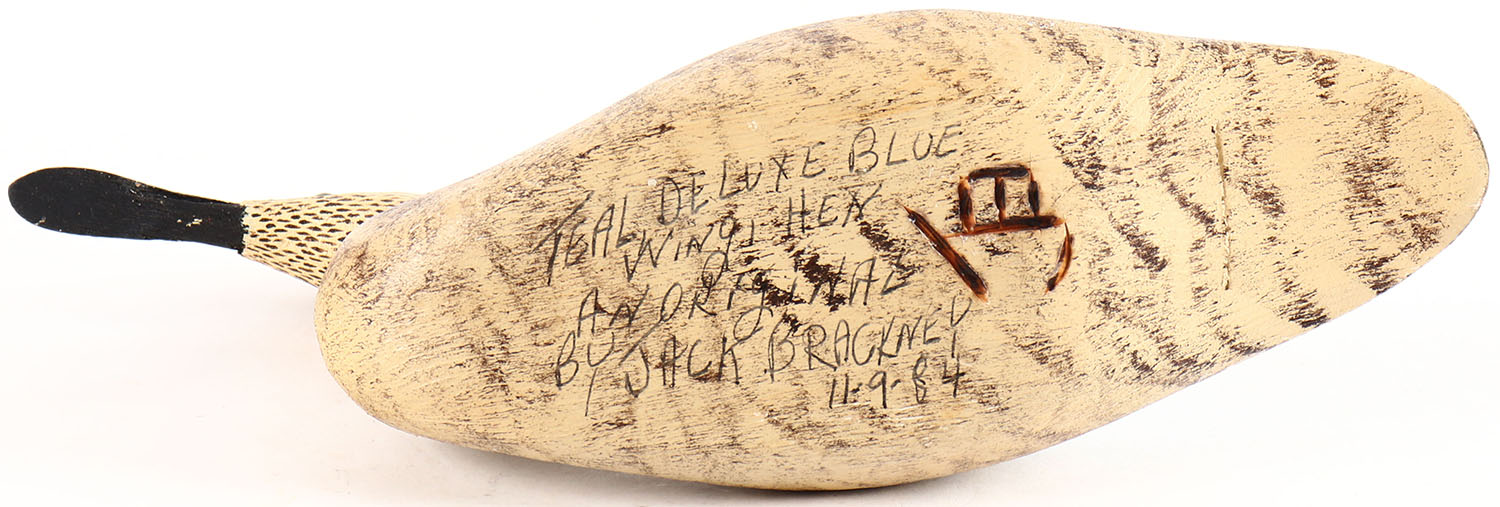 TEAL DELUXE BLUE
WING HEN
AN ORIGINAL
BY JACK BRACKNEY
11-9-84